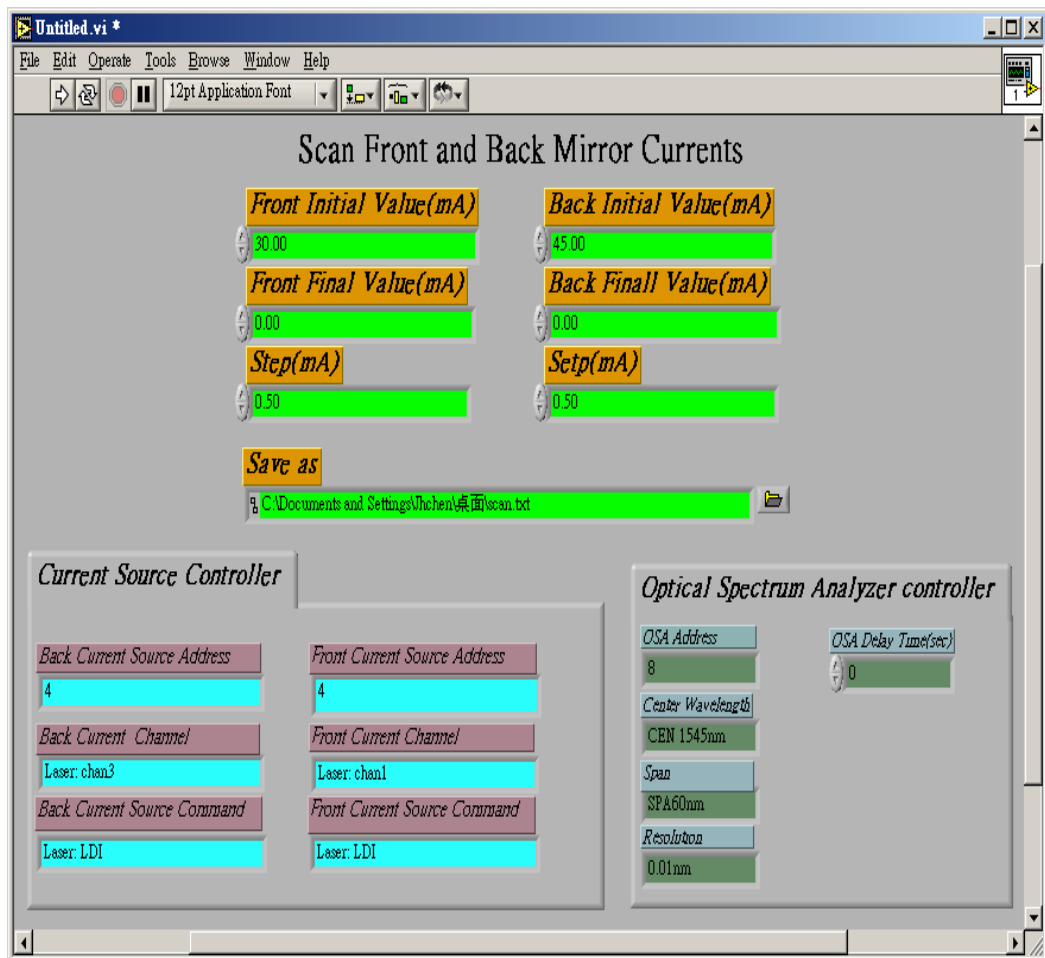 Untitled.vi *
File Edit Operate Tools Browse Window Help
12pt Application Font
1
Scan Front and Back Mirror Currents
Front Initial Value(mA) Back Initial Value(mA)
30.00 45.00
Front Final Value(mA) Back Finall Value(mA)
0.00 0.00
Step(mA) Setp(mA)
0.50 0.50
Save as
C:\Documents and Settings\Jhchen\桌面\scan.txt
Current Source Controller
Back Current Source Address Front Current Source Address
4 4
Back Current Channel Front Current Channel
Laser: chan3 Laser: chan1
Back Current Source Command Front Current Source Command
Laser: LDI Laser: LDI
Optical Spectrum Analyzer controller
OSA Address OSA Delay Time(sec)
8 0
Center Wavelength
CEN 1545nm
Span
SPA60nm
Resolution
0.01nm